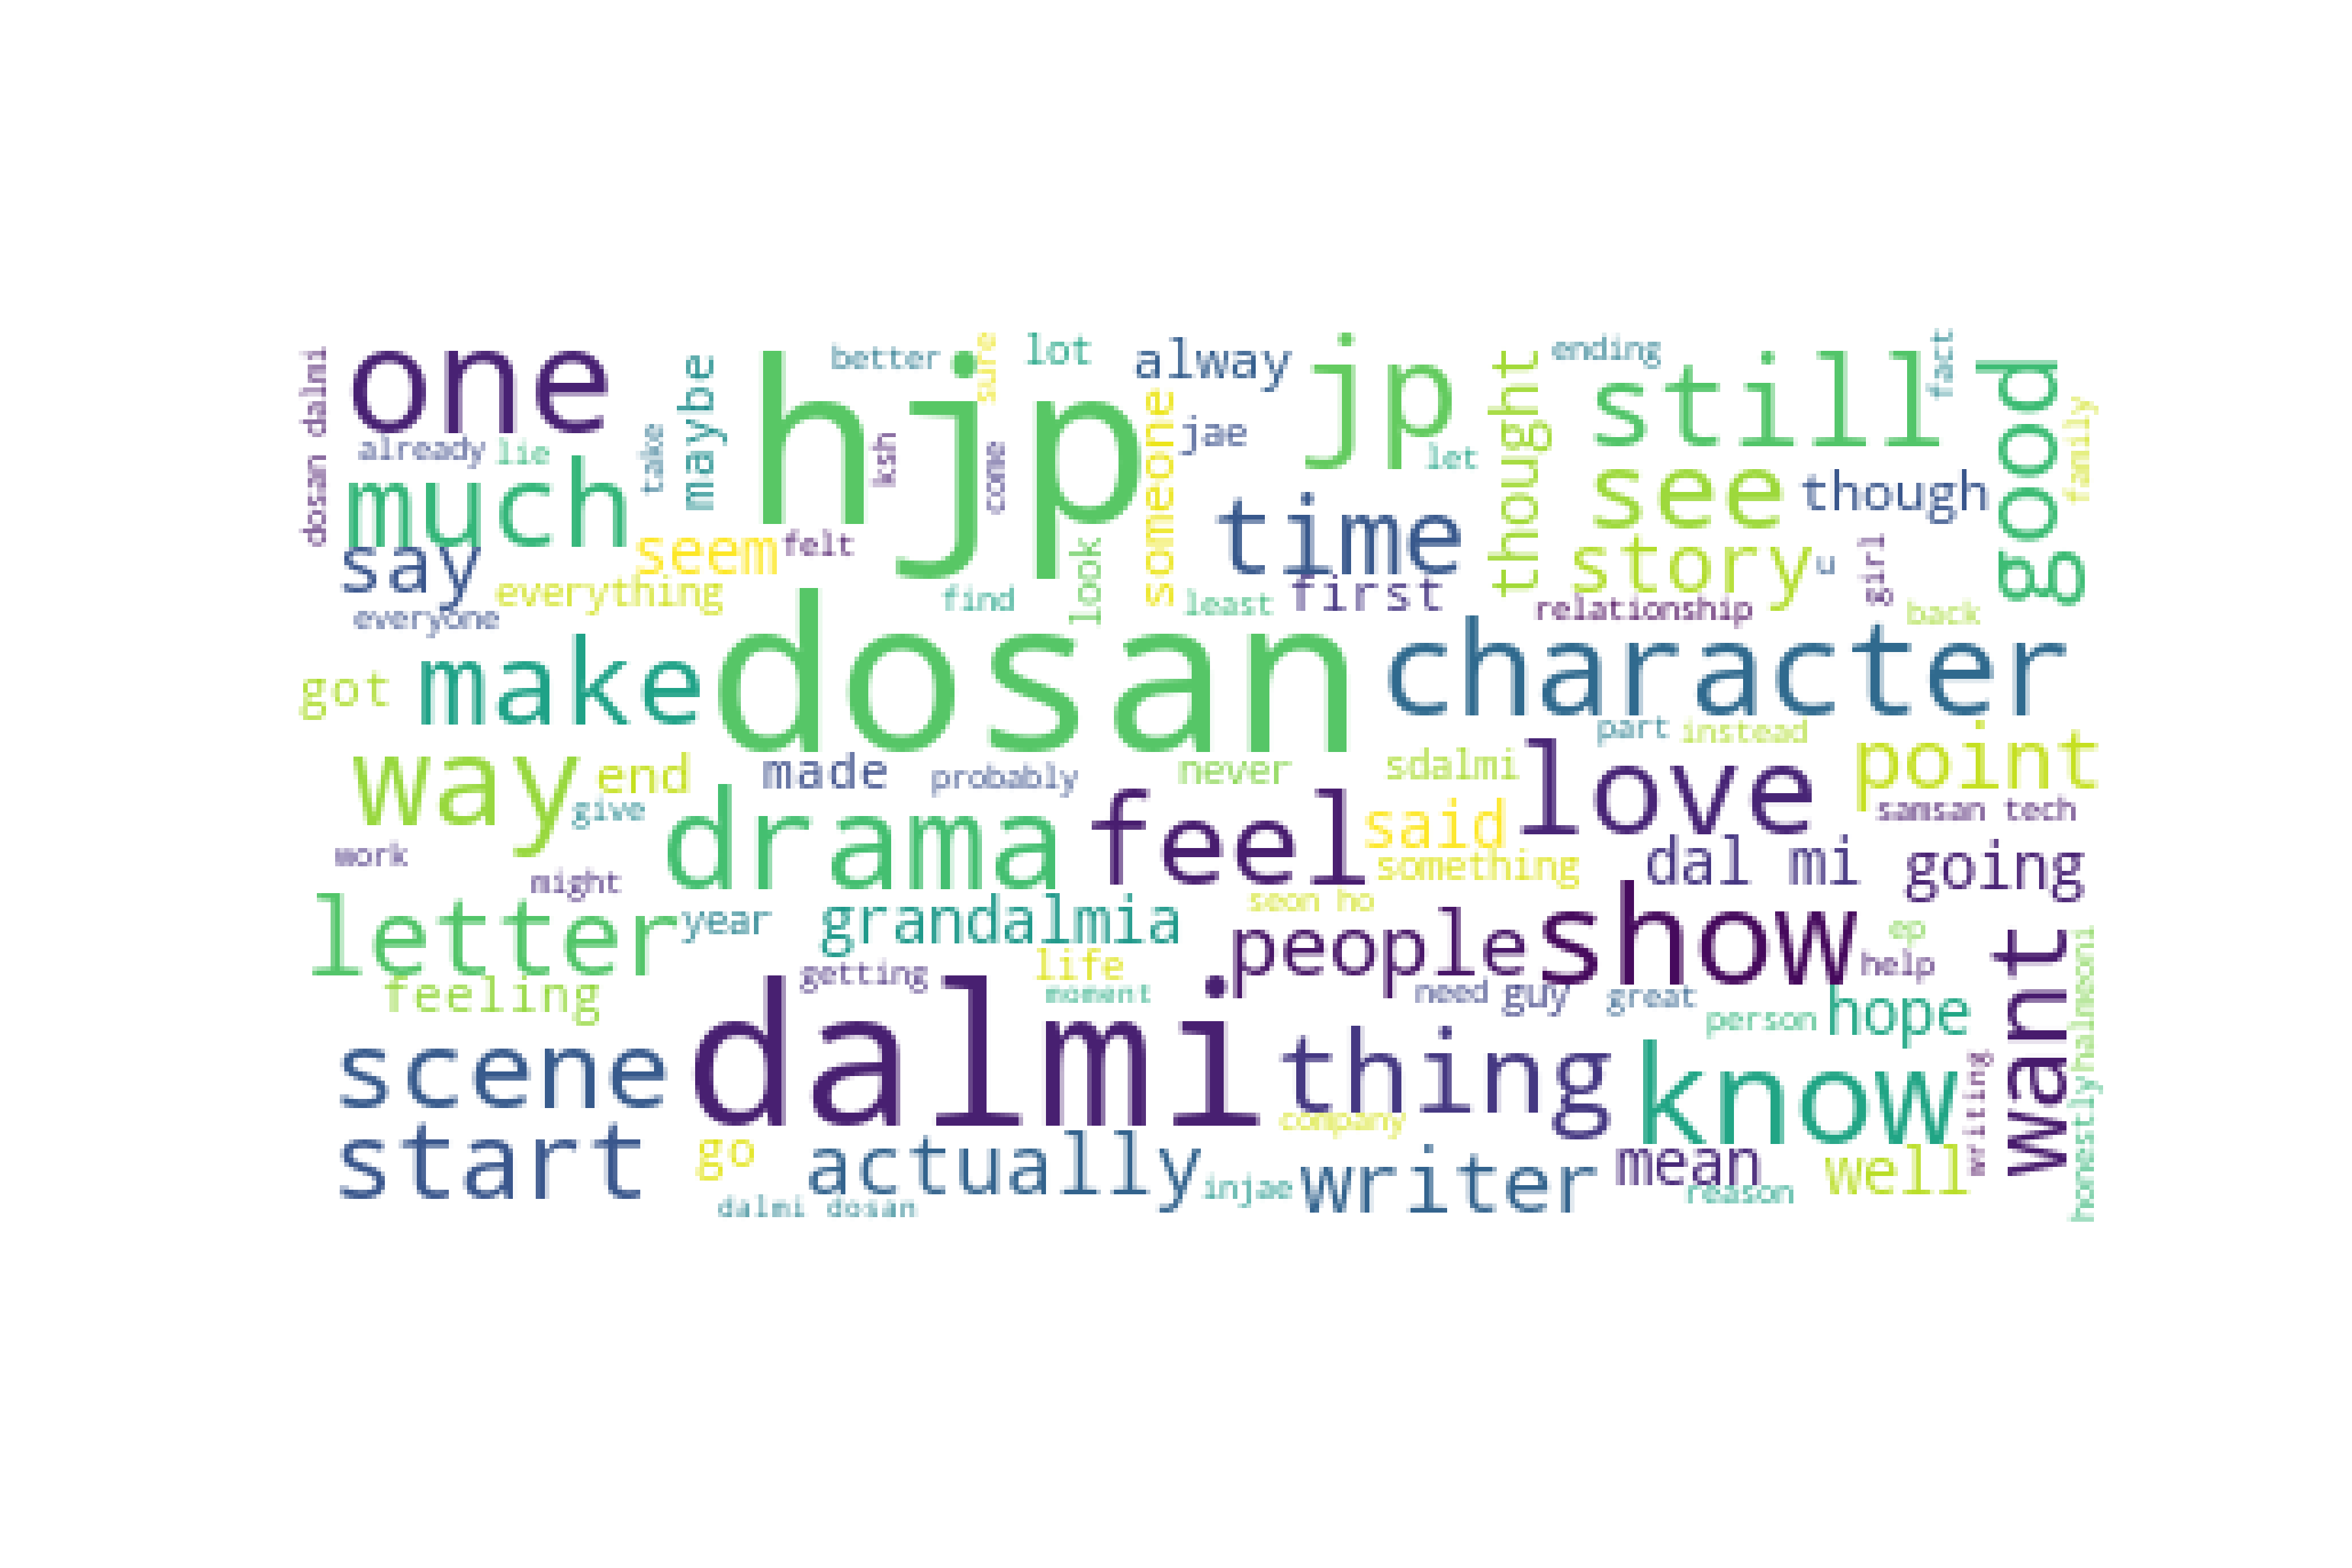 dosan dalmi
one
already
lie
take
maybe
better
hjp
sure
lot
ksh
come
alway
jp
someone
jae
let
thought
ending
still
fact
good
family
much
say
seem
felt
everything
everyone
find
look
time
least
first
see
though
story
u
girl
relationship
back
got
make
dosan
character
part
instead
way
end
give
made
probably
never
sdalmi
love
point
samsan tech
work
might
drama
feel
said
something
dal mi
going
letter
year
grandalmia
seon ho
people
show
ep
help
want
feeling
getting
life
moment
need
guy
great
person
hope
honestlyhalmeoni
scene
dalmi
thing
know
writing
company
start
go
actually
injae
writer
mean
reason
well
dalmi dosan